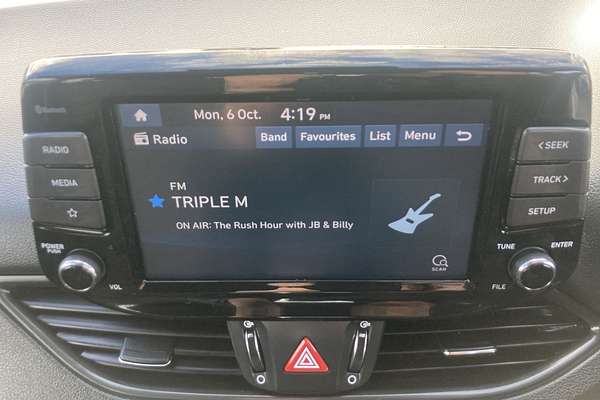 Bluetooth
Mon, 6 Oct. 4:19 PM
Radio Band Favourites List Menu
FM
TRIPLE M
ON AIR: The Rush Hour with JB & Billy
SCAN
RADIO
MEDIA
POWER
PUSH
VOL
< SEEK
TRACK >
SETUP
TUNE ENTER
FILE